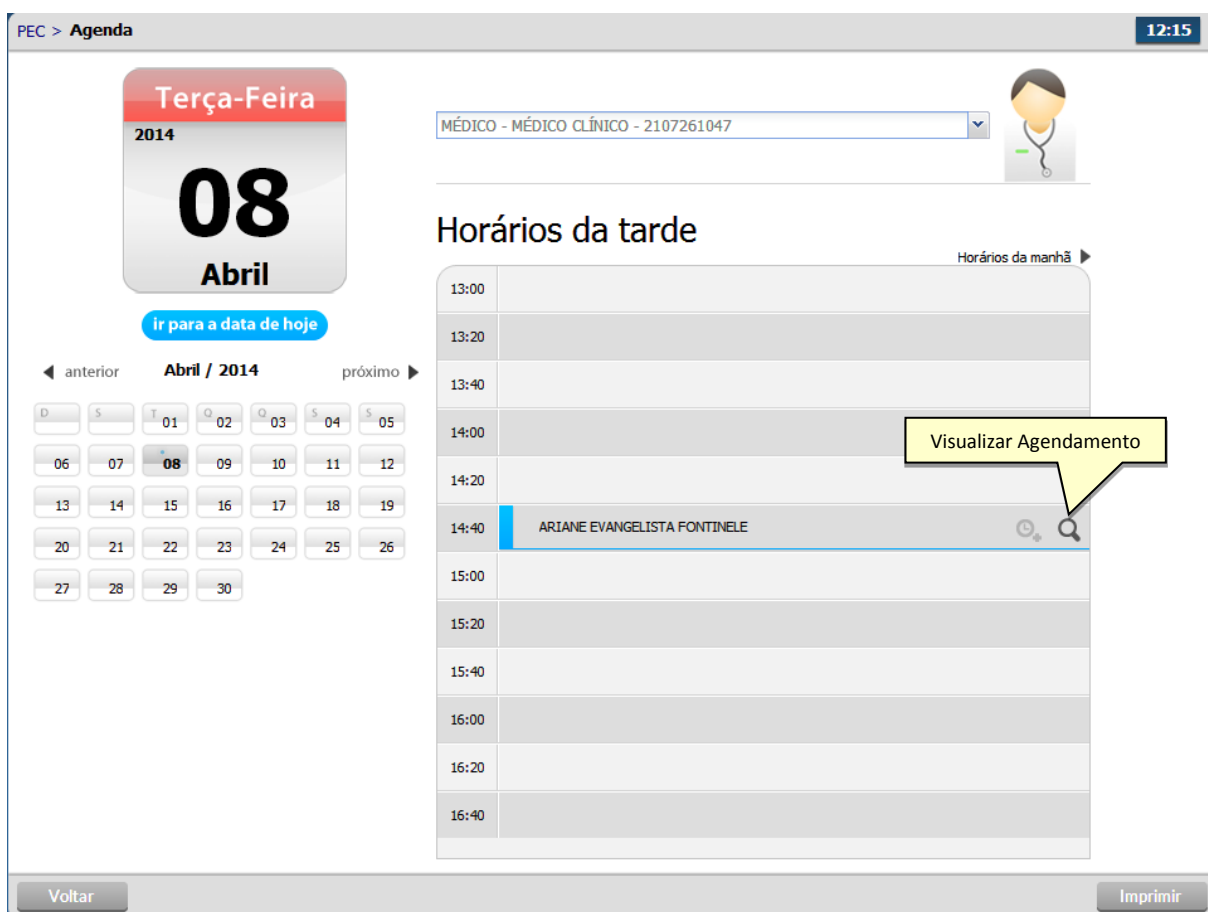 PEC > Agenda
12:15
Terça-Feira
2014
08
Abril
ir para a data de hoje
anterior Abril / 2014 próximo
D S T 01 Q 02 Q 03 S 04 S 05
06 07 08 09 10 11 12
13 14 15 16 17 18 19
20 21 22 23 24 25 26
27 28 29 30
MÉDICO - MÉDICO CLÍNICO - 2107261047
Horários da tarde
Horários da manhã
13:00
13:20
13:40
14:00
Visualizar Agendamento
14:20
14:40 ARIANE EVANGELISTA FONTINELE
15:00
15:20
15:40
16:00
16:20
16:40
Voltar
Imprimir